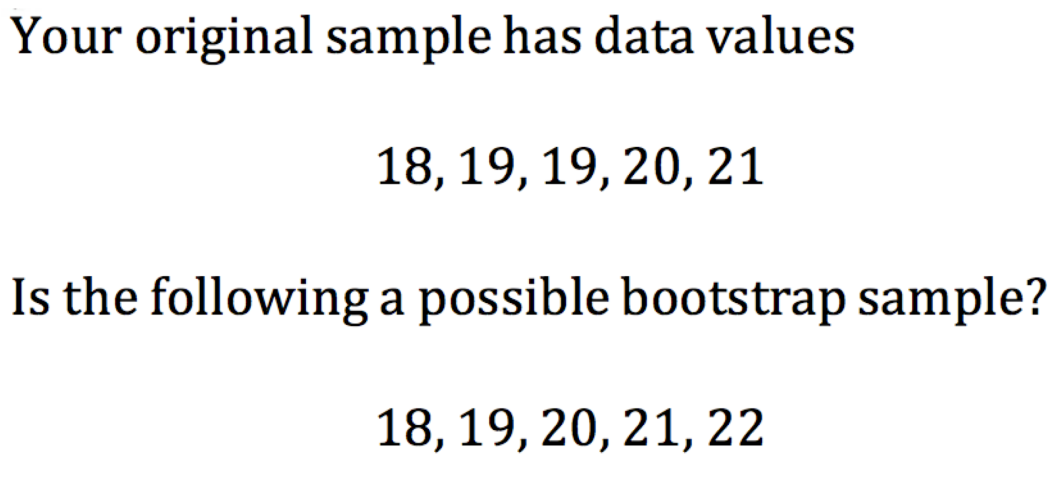 Your original sample has data values
18, 19, 19, 20, 21
Is the following a possible bootstrap sample?
18, 19, 20, 21, 22